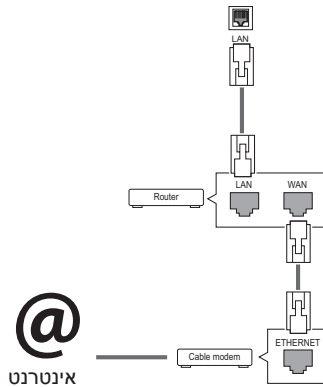 LAN
LAN WAN
Router
ETHERNET
@
Cable modem
אינטרנט